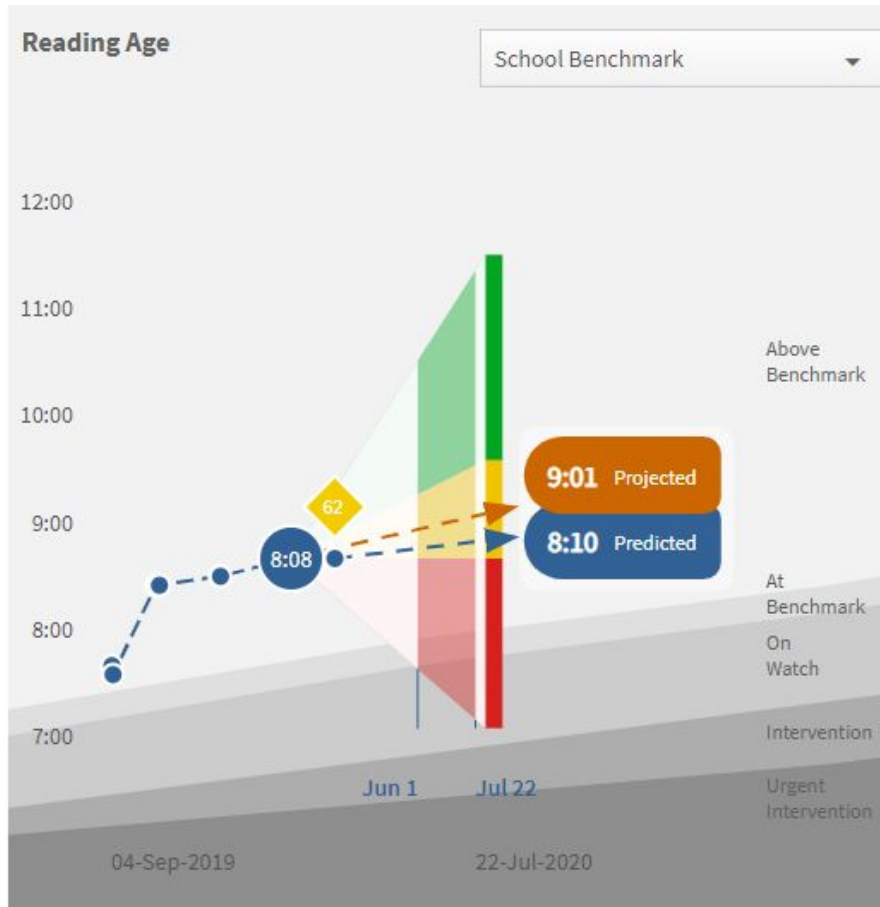 Reading Age
School Benchmark
12:00
11:00
Above
Benchmark
10:00
9:01 Projected
62
9:00
8:10 Predicted
8:08
At
Benchmark
8:00
On
Watch
7:00
Intervention
Jun 1
Jul 22
Urgent
Intervention
04-Sep-2019
22-Jul-2020